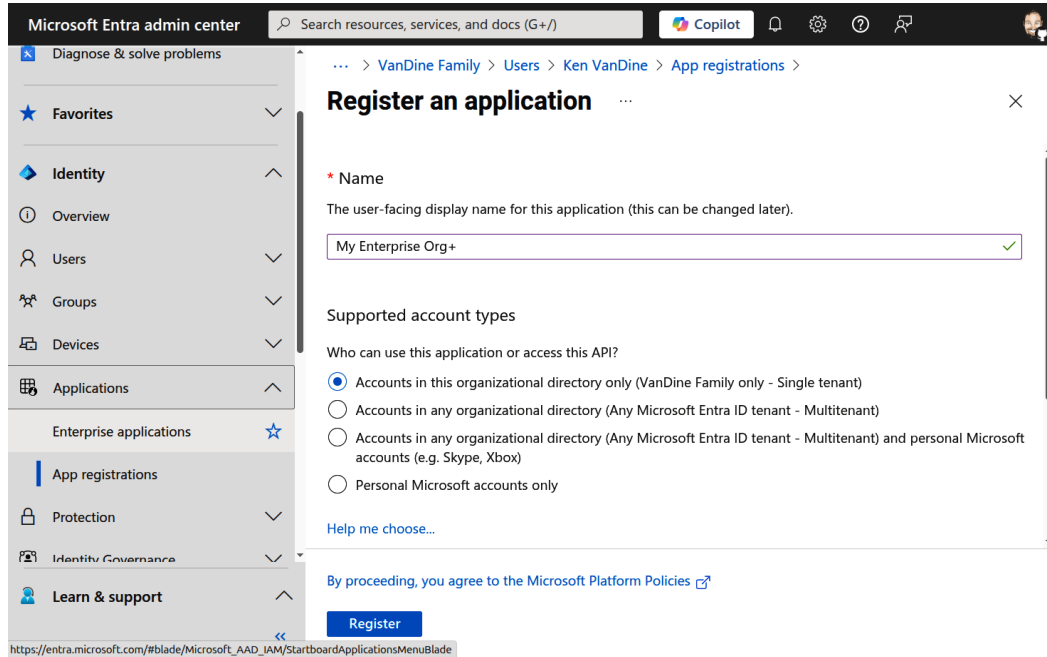 Microsoft Entra admin center
Search resources, services, and docs (G+/)
Copilot
Diagnose & solve problems
Favorites
Identity
Overview
Users
Groups
Devices
Applications
Enterprise applications
App registrations
Protection
Identity Governance
Learn & support
... > VanDine Family > Users > Ken VanDine > App registrations >
Register an application ...
* Name
The user-facing display name for this application (this can be changed later).
My Enterprise Org+
Supported account types
Who can use this application or access this API?
Accounts in this organizational directory only (VanDine Family only - Single tenant)
Accounts in any organizational directory (Any Microsoft Entra ID tenant - Multitenant)
Accounts in any organizational directory (Any Microsoft Entra ID tenant - Multitenant) and personal Microsoft
accounts (e.g. Skype, Xbox)
Personal Microsoft accounts only
Help me choose...
By proceeding, you agree to the Microsoft Platform Policies
Register
https://entra.microsoft.com/#blade/Microsoft_AAD_IAM/StartboardApplicationsMenuBlade